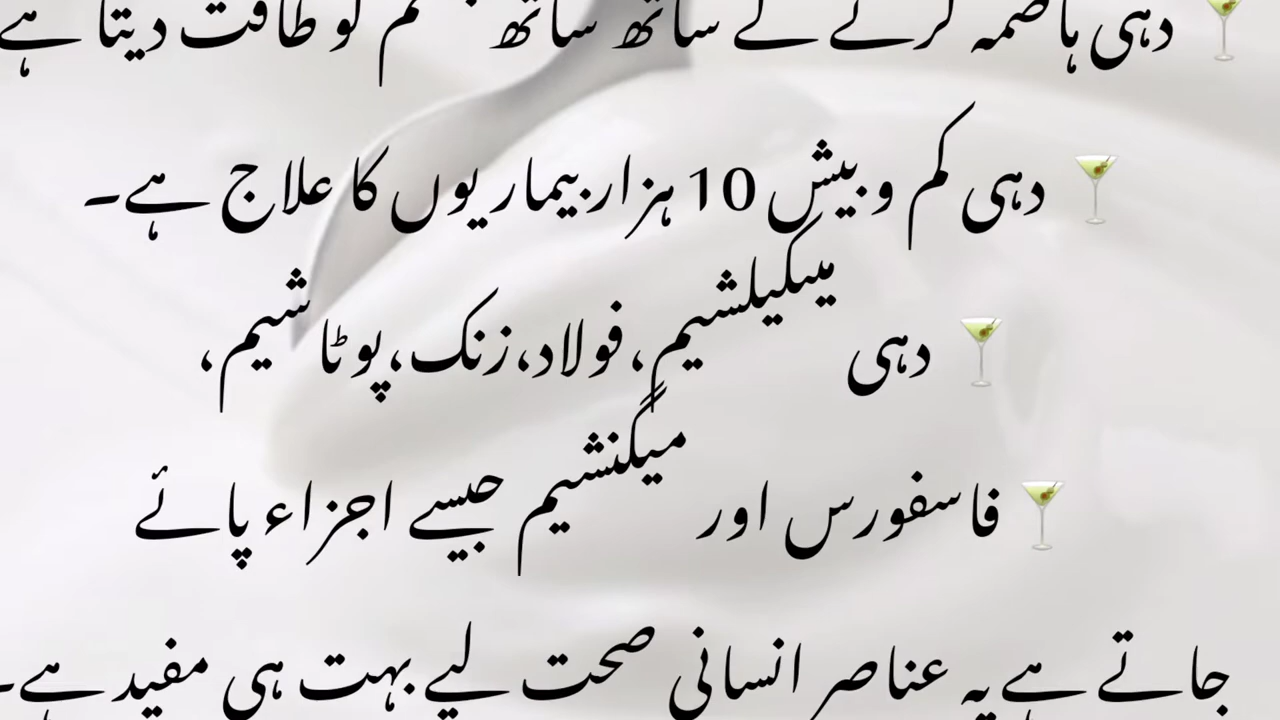 🍸 دہی ہاضمہ کرنے کے ساتھ ساتھ جسم کو طاقت دیتا ہے
🍸 دہی کم و بیش 10 ہزار بیماریوں کا علاج ہے۔
🍸 دہی میںکیلشیم، فولاد، زنک، پوٹاشیم،
🍸 فاسفورس اور میگنشیم جیسے اجزاء پائے
جاتے ہے یہ عناصر انسانی صحت لیے بہت ہی مفید ہے۔